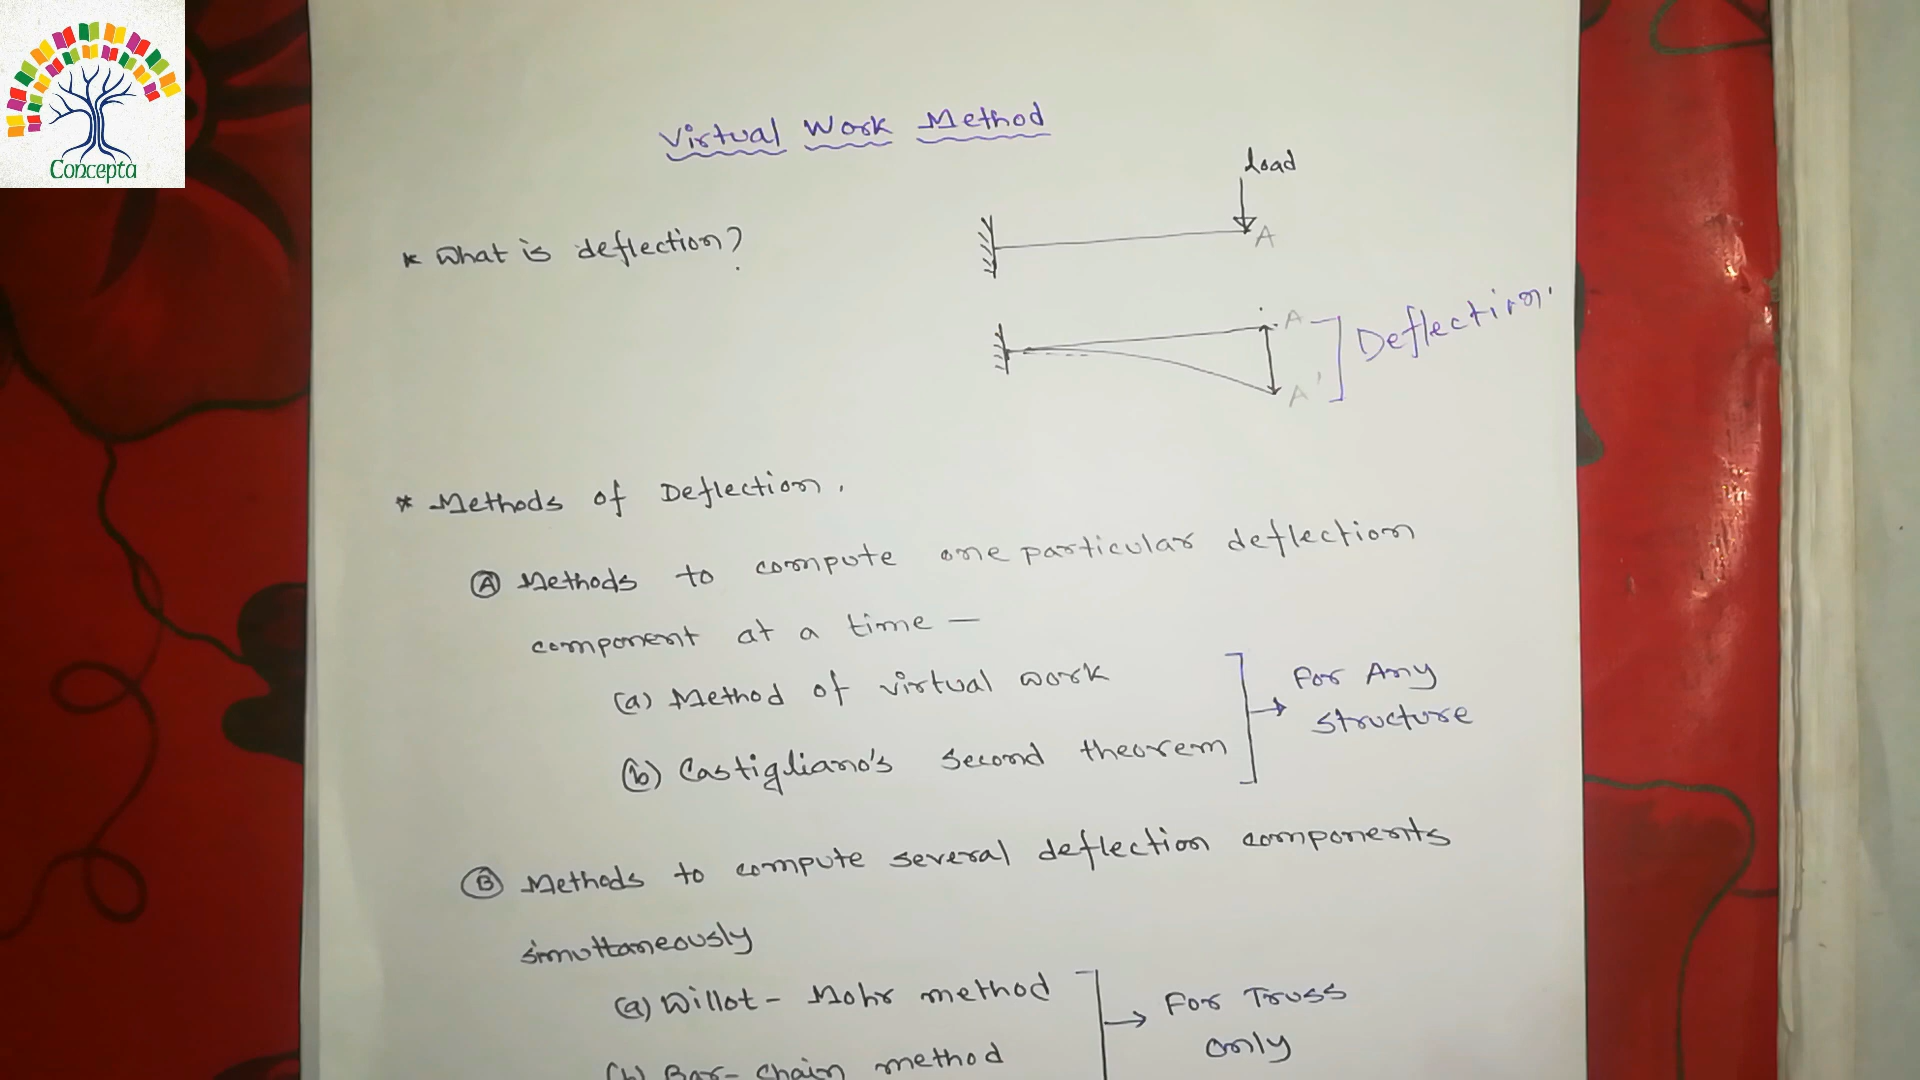 Concepta
Virtual Work Method
Load
* What is deflection?
A
A
Deflection.
A'
* Methods of Deflection.
(A) Methods to compute one particular deflection
component at a time —
(a) Method of virtual work
(b) Castigliano's second theorem
→ For Any
structure
(B) Methods to compute several deflection components
simultaneously
(a) Willot - Mohr method
(b) Bar- chain method
→ For Truss
only